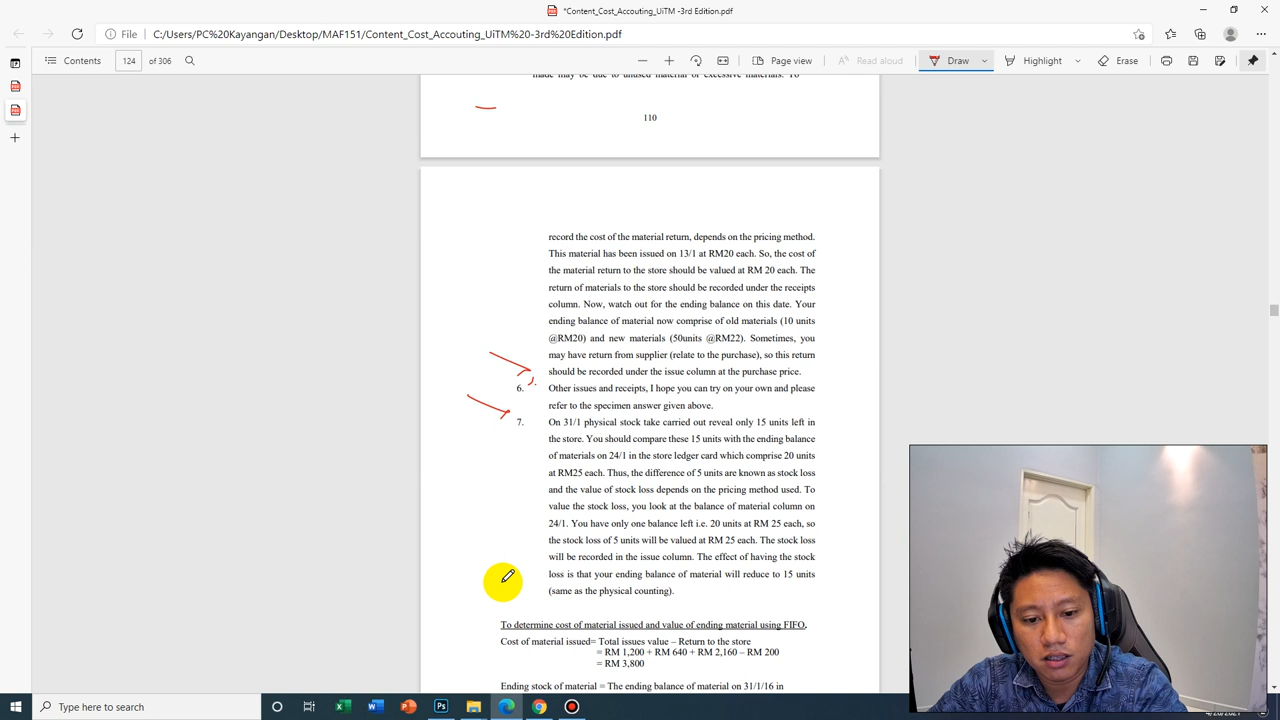 *Content_Cost_Accouting_UiTM -3rd Edition.pdf
File C:/Users/PC%20Kayangan/Desktop/MAF151/Content_Cost_Accouting_UiTM%20-3rd%20Edition.pdf
Contents 124 of 306 Page view Read aloud Draw Highlight Erase
made may be due to unused material or excessive materials. To
110
record the cost of the material return, depends on the pricing method.
This material has been issued on 13/1 at RM20 each. So, the cost of
the material return to the store should be valued at RM 20 each. The
return of materials to the store should be recorded under the receipts
column. Now, watch out for the ending balance on this date. Your
ending balance of material now comprise of old materials (10 units
@RM20) and new materials (50units @RM22). Sometimes, you
may have return from supplier (relate to the purchase), so this return
should be recorded under the issue column at the purchase price.
6. Other issues and receipts, I hope you can try on your own and please
refer to the specimen answer given above.
7. On 31/1 physical stock take carried out reveal only 15 units left in
the store. You should compare these 15 units with the ending balance
of materials on 24/1 in the store ledger card which comprise 20 units
at RM25 each. Thus, the difference of 5 units are known as stock loss
and the value of stock loss depends on the pricing method used. To
value the stock loss, you look at the balance of material column on
24/1. You have only one balance left i.e. 20 units at RM 25 each, so
the stock loss of 5 units will be valued at RM 25 each. The stock loss
will be recorded in the issue column. The effect of having the stock
loss is that your ending balance of material will reduce to 15 units
(same as the physical counting).
To determine cost of material issued and value of ending material using FIFO,
Cost of material issued= Total issues value – Return to the store
= RM 1,200 + RM 640 + RM 2,160 – RM 200
= RM 3,800
Ending stock of material = The ending balance of material on 31/1/16 in
Type here to search